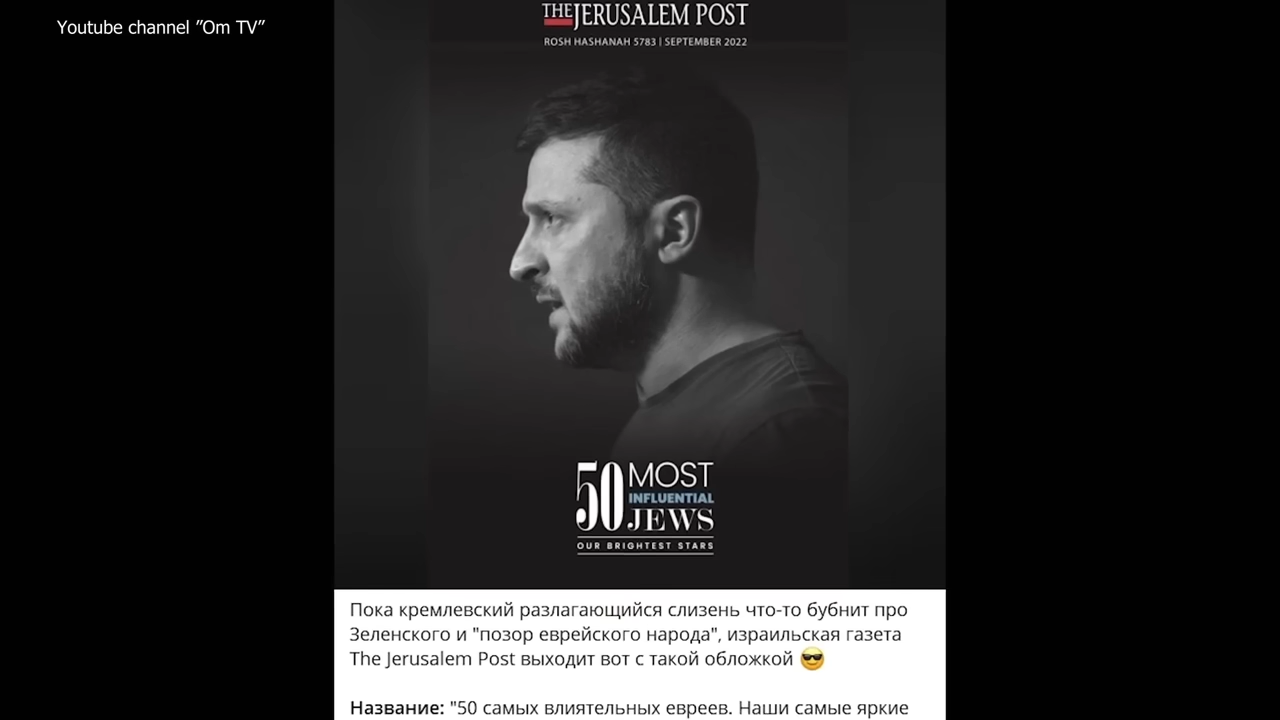 Youtube channel ”Om TV”
THE JERUSALEM POST
ROSH HASHANAH 5783 | SEPTEMBER 2022
50 MOST
INFLUENTIAL
JEWS
OUR BRIGHTEST STARS
Пока кремлевский разлагающийся слизень что-то бубнит про
Зеленского и "позор еврейского народа", израильская газета
The Jerusalem Post выходит вот с такой обложкой 😎
Название: "50 самых влиятельных евреев. Наши самые яркие